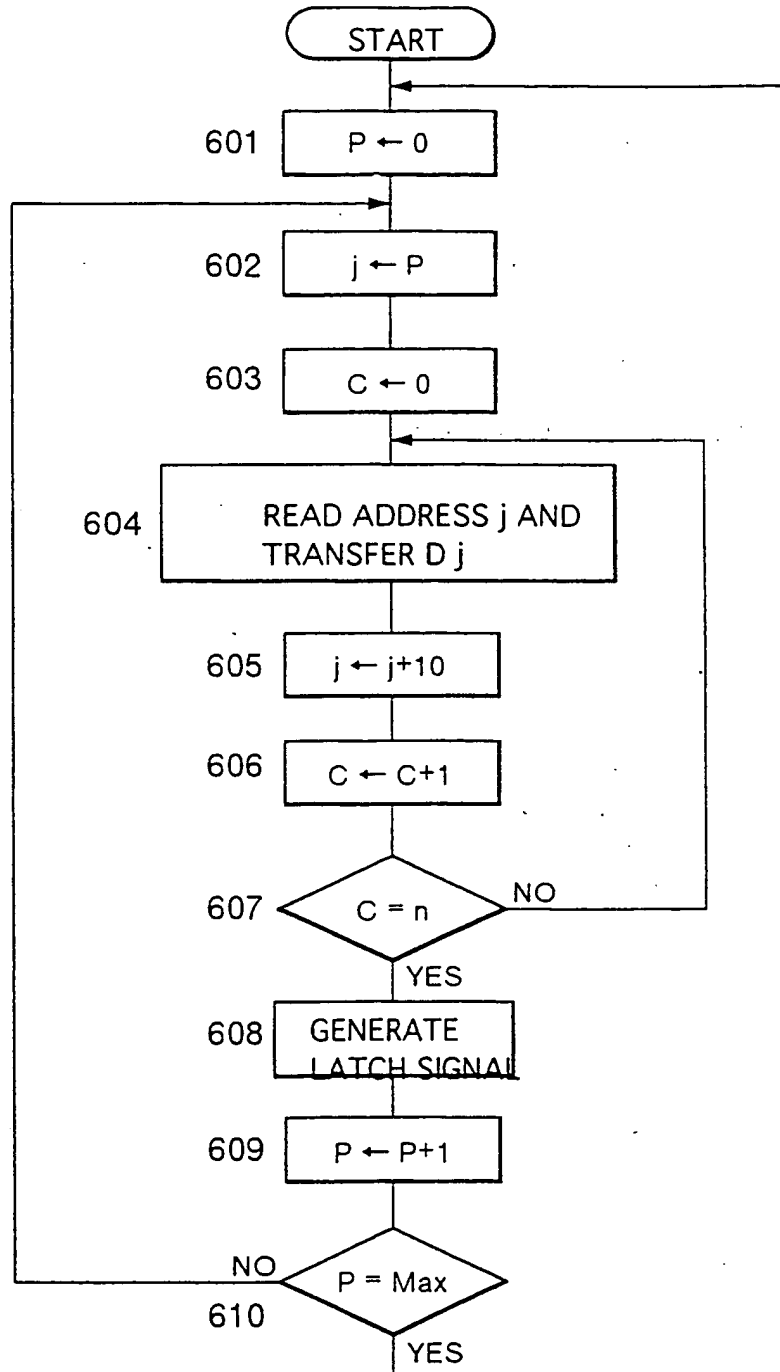 START
601
P ← 0
602
j ← P
603
C ← 0
604
READ ADDRESS j AND
TRANSFER D j
605
j ← j+10
606
C ← C+1
607
C = n
NO
YES
608
GENERATE
LATCH SIGNAL
609
P ← P+1
NO
P = Max
610
YES